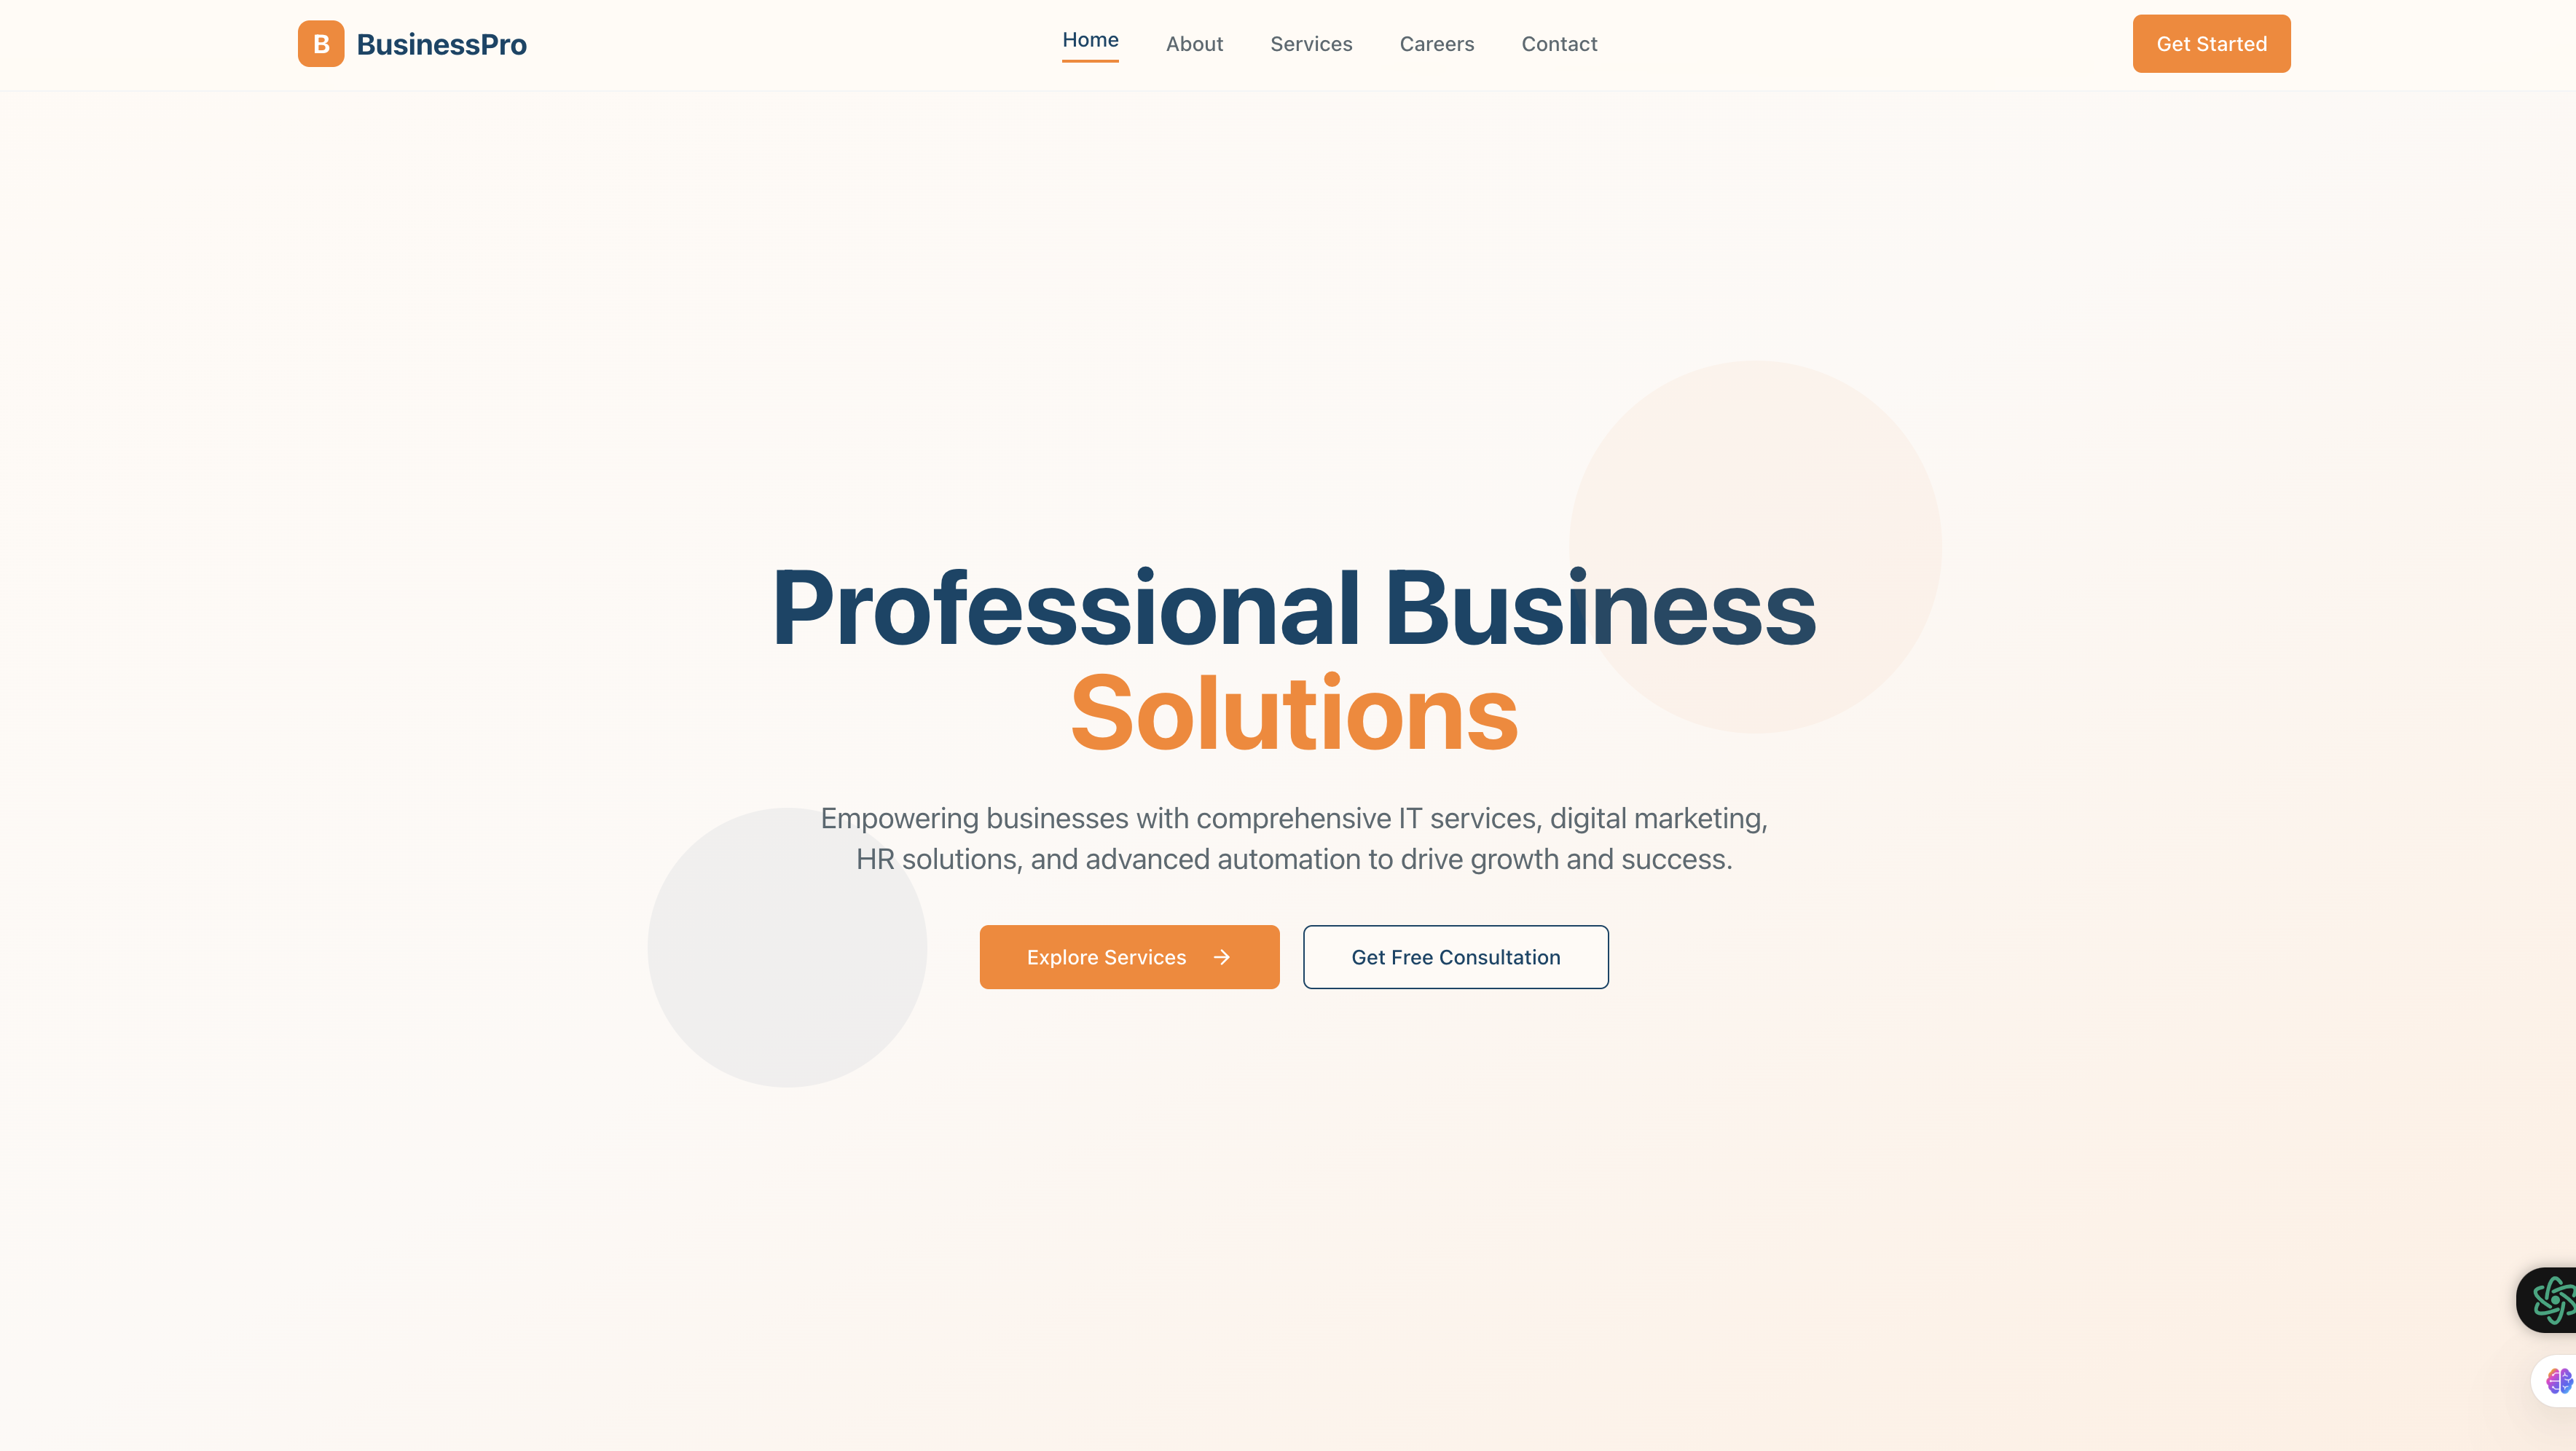 B BusinessPro
Home About Services Careers Contact
Get Started
Professional Business
Solutions
Empowering businesses with comprehensive IT services, digital marketing,
HR solutions, and advanced automation to drive growth and success.
Explore Services →
Get Free Consultation